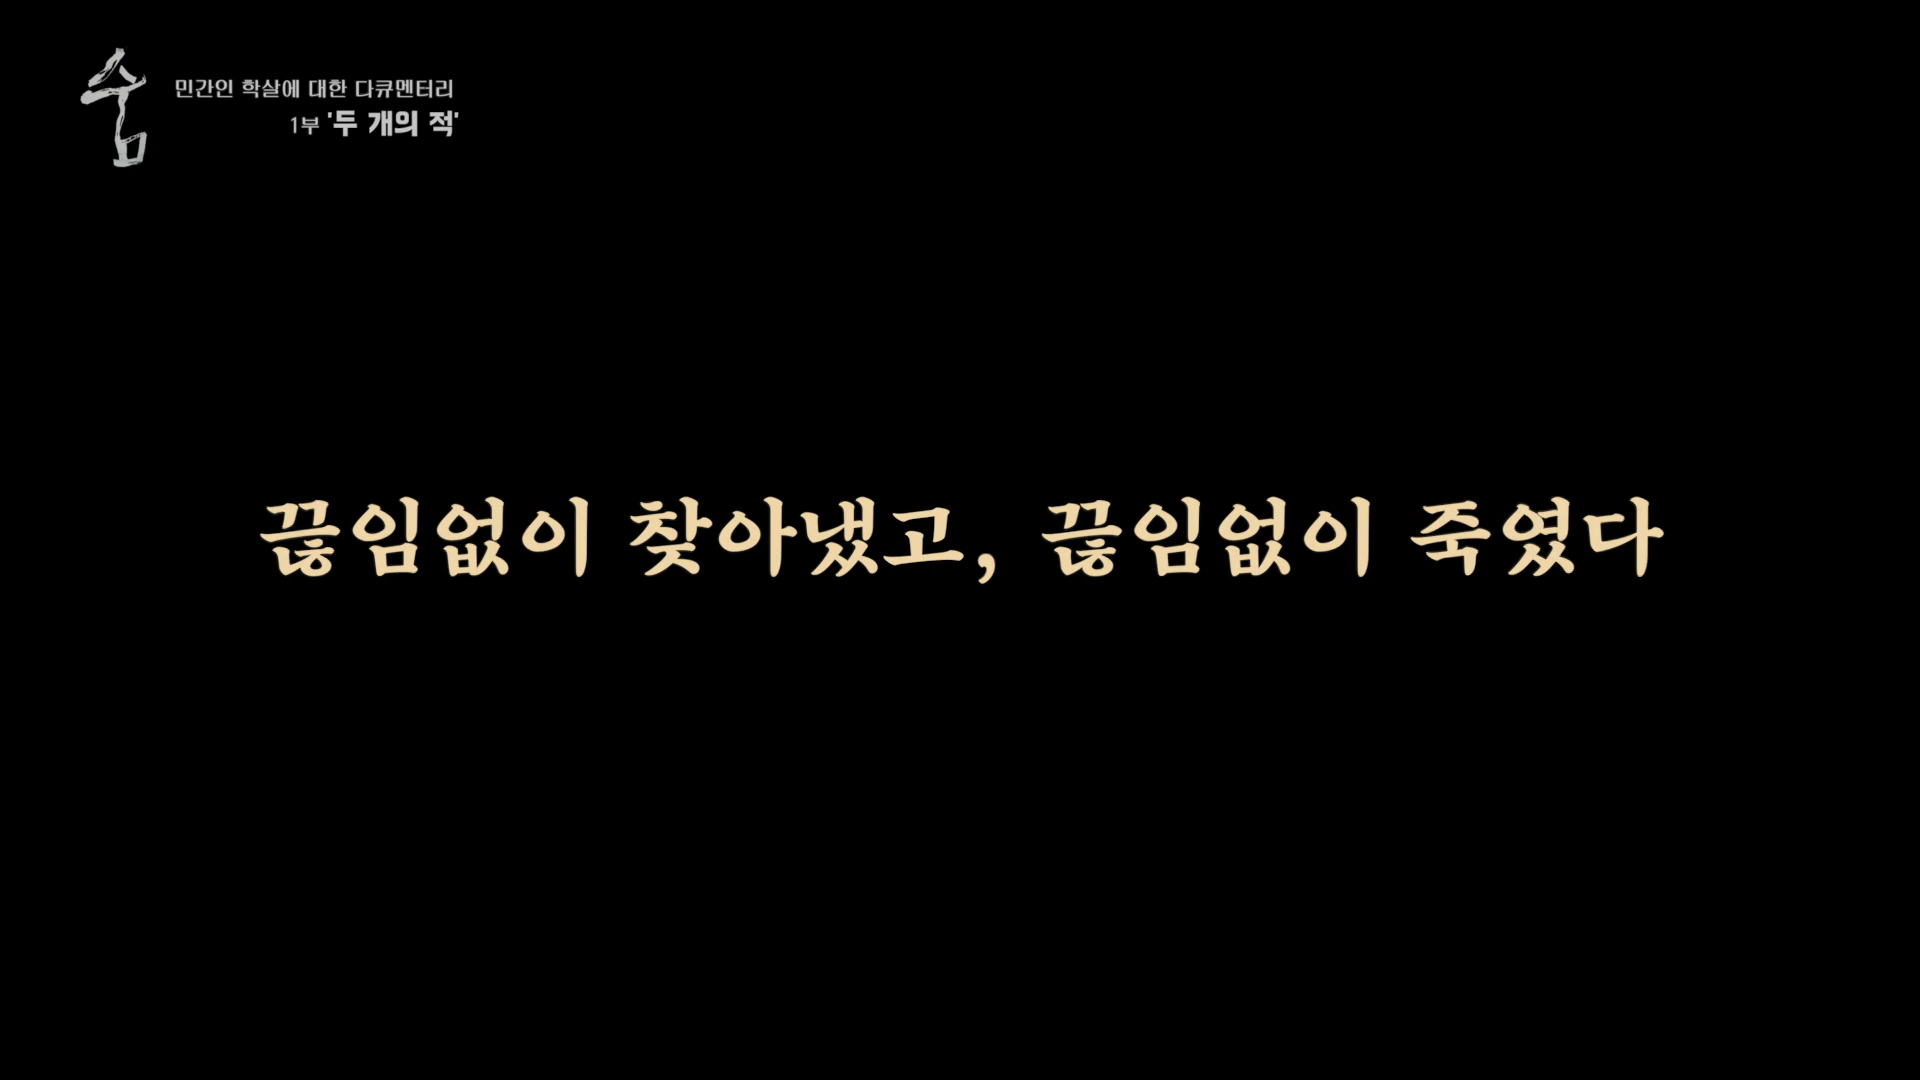 숨
민간인 학살에 대한 다큐멘터리
1부 '두 개의 적'
끊임없이 찾아냈고, 끊임없이 죽였다